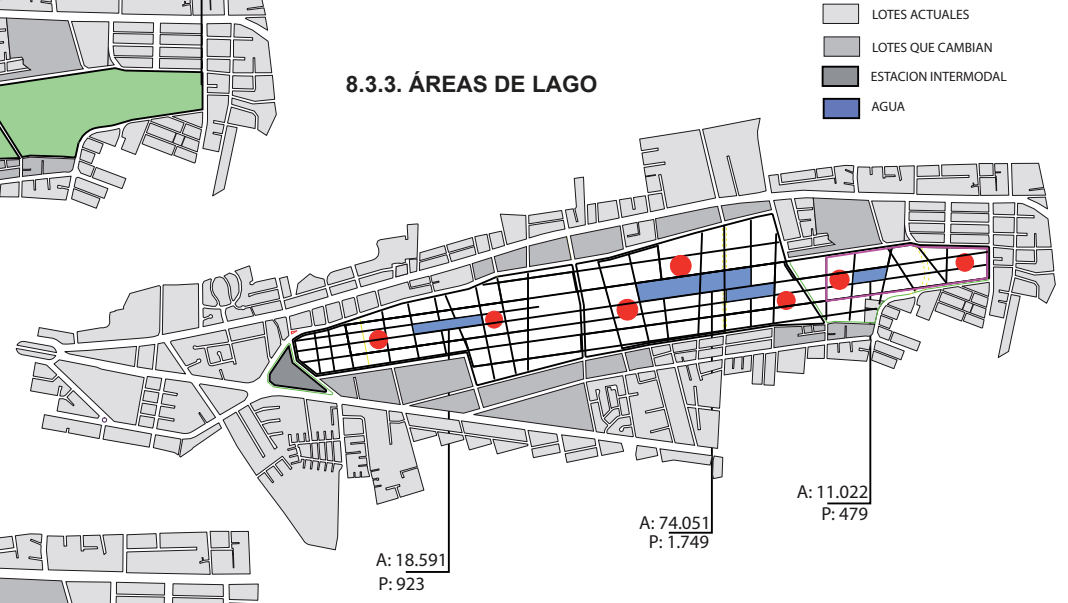 LOTES ACTUALES
LOTES QUE CAMBIAN
ESTACION INTERMODAL
AGUA
8.3.3. ÁREAS DE LAGO
A: 11.022
P: 479
A: 74.051
P: 1.749
A: 18.591
P: 923